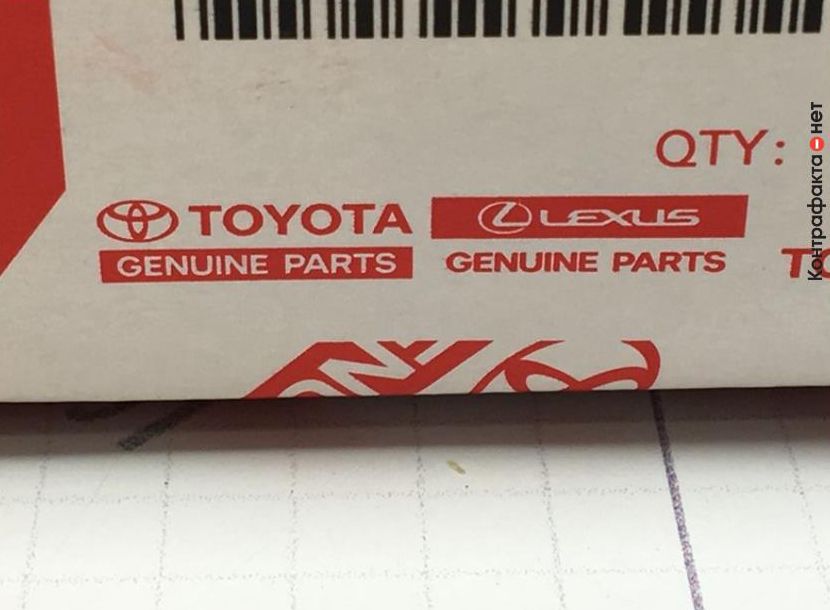 QTY:
TOYOTA
GENUINE PARTS
LEXUS
GENUINE PARTS
Контрафакта нет